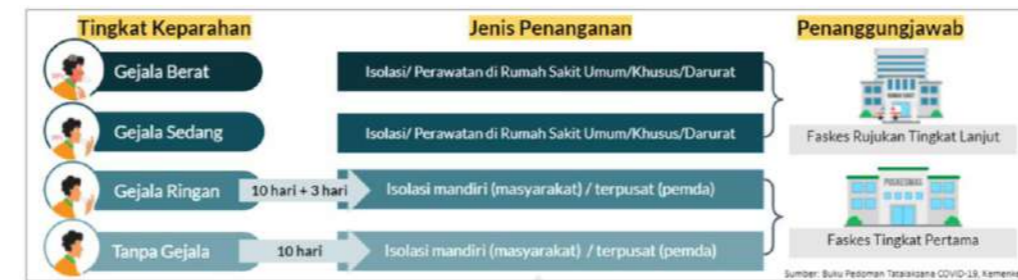 Tingkat Keparahan
Jenis Penanganan
Penanggungjawab
Gejala Berat
Isolasi/ Perawatan di Rumah Sakit Umum/Khusus/Darurat
RUMAH SAKIT
Gejala Sedang
Isolasi/ Perawatan di Rumah Sakit Umum/Khusus/Darurat
Faskes Rujukan Tingkat Lanjut
Gejala Ringan
10 hari + 3 hari
Isolasi mandiri (masyarakat) / terpusat (pemda)
PUSKESMAS
Tanpa Gejala
10 hari
Isolasi mandiri (masyarakat) / terpusat (pemda)
Faskes Tingkat Pertama
Sumber: Buku Pedoman Tatalaksana COVID-19, Kemenke